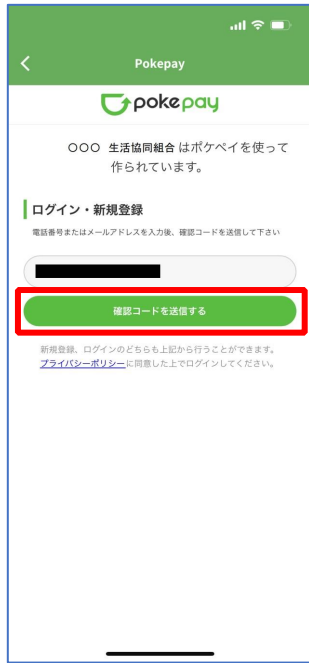 Pokepay
pokepay
○○○ 生活協同組合 はポケペイを使って
作られています。
ログイン・新規登録
電話番号またはメールアドレスを入力後、確認コードを送信して下さい
確認コードを送信する
新規登録、ログインのどちらも上記から行うことができます。
プライバシーポリシーに同意した上でログインしてください。